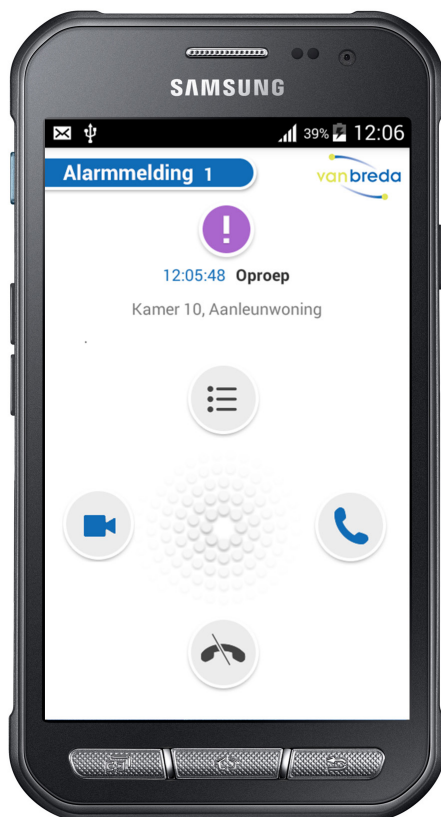 SAMSUNG
39% 12:06
Alarmmelding 1
vanbreda
12:05:48 Oproep
Kamer 10, Aanleunwoning